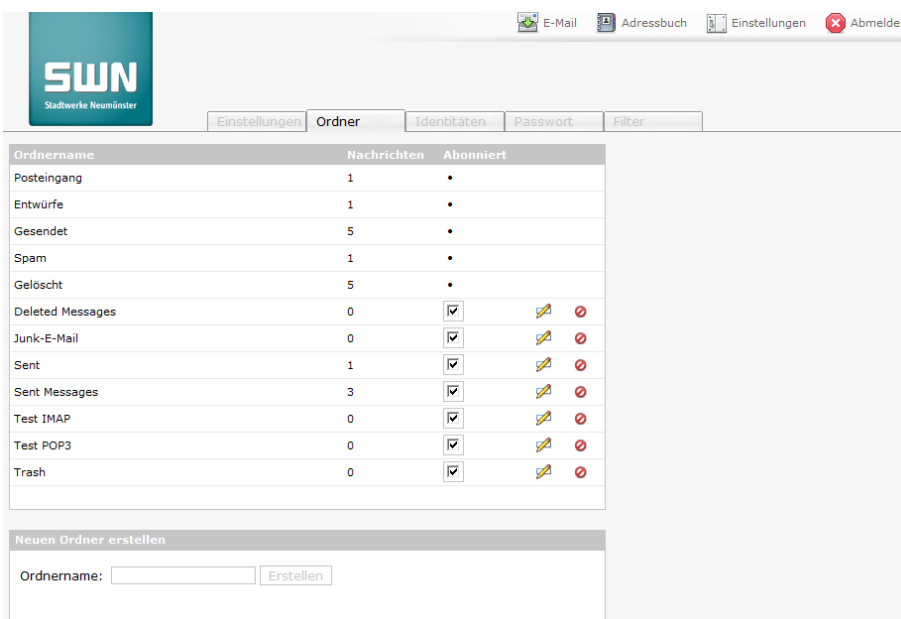 E-Mail Adressbuch Einstellungen Abmelde
SWN
Stadtwerke Neumünster
Einstellungen Ordner Identitäten Passwort Filter
Ordnername Nachrichten Abonniert
Posteingang 1 •
Entwürfe 1 •
Gesendet 5 •
Spam 1 •
Gelöscht 5 •
Deleted Messages 0
Junk-E-Mail 0
Sent 1
Sent Messages 3
Test IMAP 0
Test POP3 0
Trash 0
Neuen Ordner erstellen
Ordnername: Erstellen